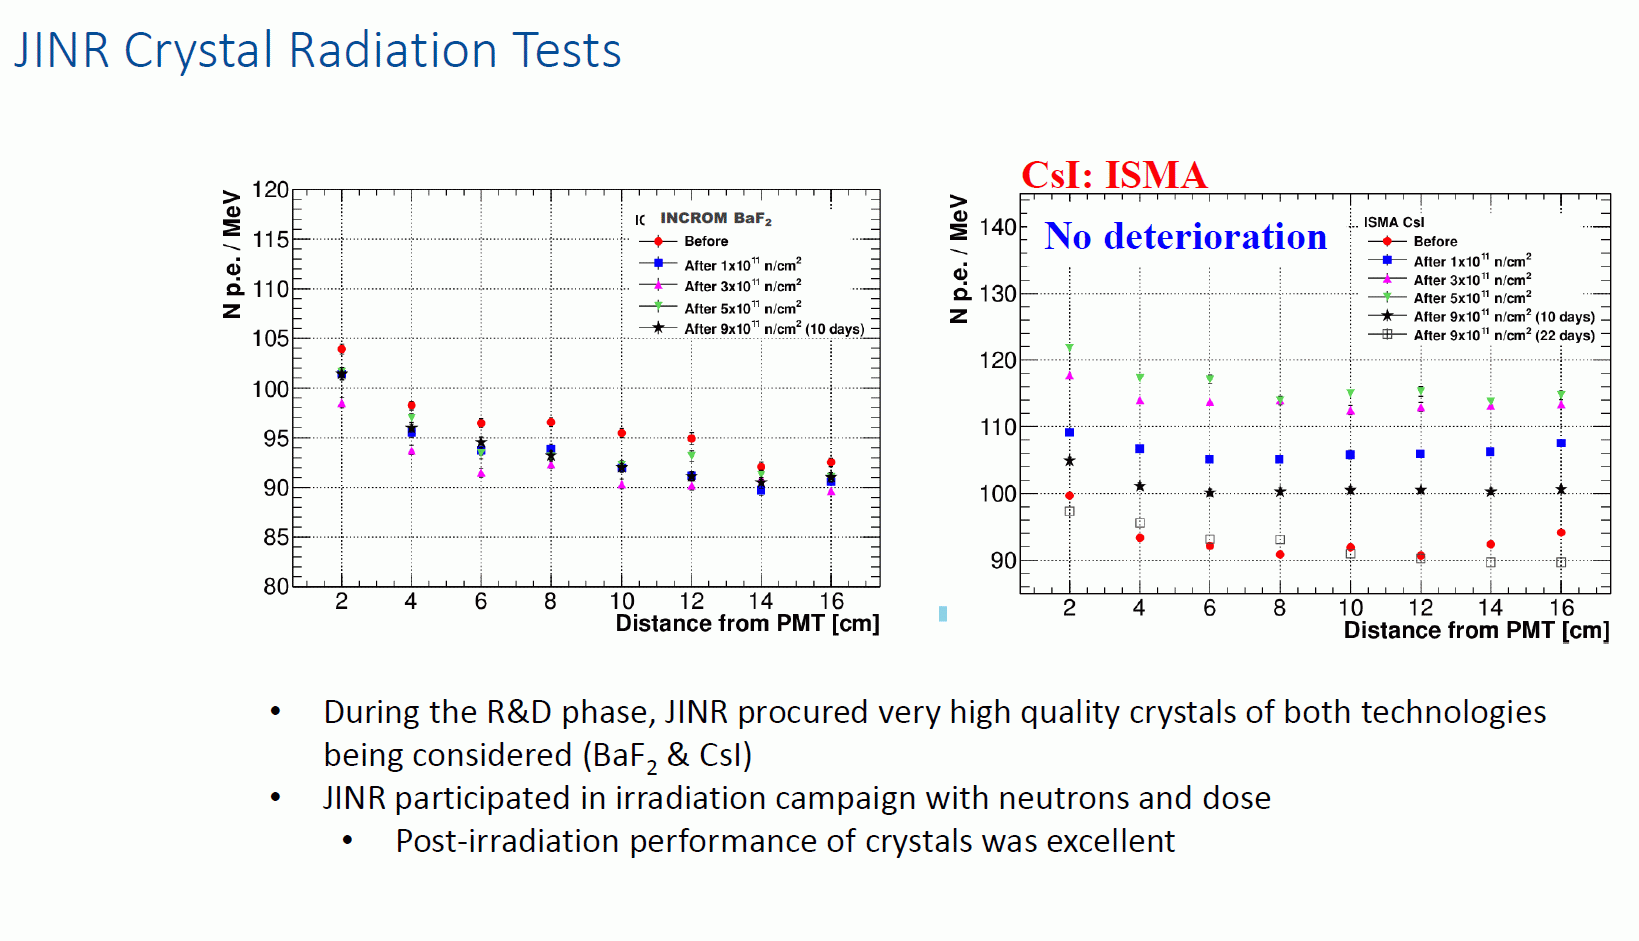 JINR Crystal Radiation Tests
N p.e. / MeV
120
115
110
105
100
95
90
85
80
INCROM BaF2
Before
After 1x10^11 n/cm^2
After 3x10^11 n/cm^2
After 5x10^11 n/cm^2
After 9x10^11 n/cm^2 (10 days)
2 4 6 8 10 12 14 16
Distance from PMT [cm]
CsI: ISMA
No deterioration
N p.e. / MeV
140
130
120
110
100
90
ISMA CsI
Before
After 1x10^11 n/cm^2
After 3x10^11 n/cm^2
After 5x10^11 n/cm^2
After 9x10^11 n/cm^2 (10 days)
After 9x10^11 n/cm^2 (22 days)
2 4 6 8 10 12 14 16
Distance from PMT [cm]
• During the R&D phase, JINR procured very high quality crystals of both technologies
being considered (BaF2 & CsI)
• JINR participated in irradiation campaign with neutrons and dose
• Post-irradiation performance of crystals was excellent